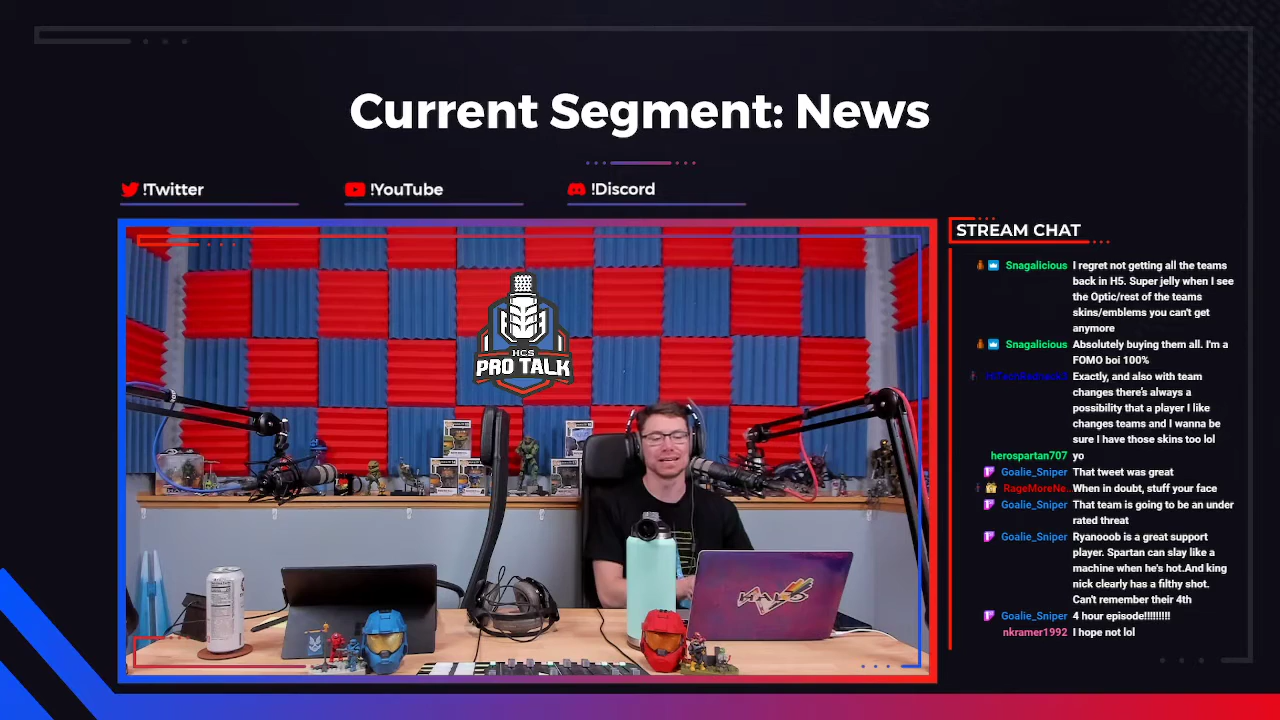 Current Segment: News
!Twitter
!YouTube
!Discord
STREAM CHAT
HCS
PRO TALK
HALO
Snagalicious I regret not getting all the teams
back in H5. Super jelly when I see
the Optic/rest of the teams
skins/emblems you can't get
anymore
Snagalicious Absolutely buying them all. I'm a
FOMO boi 100%
Exactly, and also with team
changes there's always a
possibility that a player I like
changes teams and I wanna be
sure I have those skins too lol
herospartan707 yo
Goalie_Sniper That tweet was great
RageMoreNe.. When in doubt, stuff your face
Goalie_Sniper That team is going to be an under
rated threat
Goalie_Sniper Ryanooob is a great support
player. Spartan can slay like a
machine when he's hot.And king
nick clearly has a filthy shot.
Can't remember their 4th
Goalie_Sniper 4 hour episode!!!!!!!!!
nkramer1992 I hope not lol